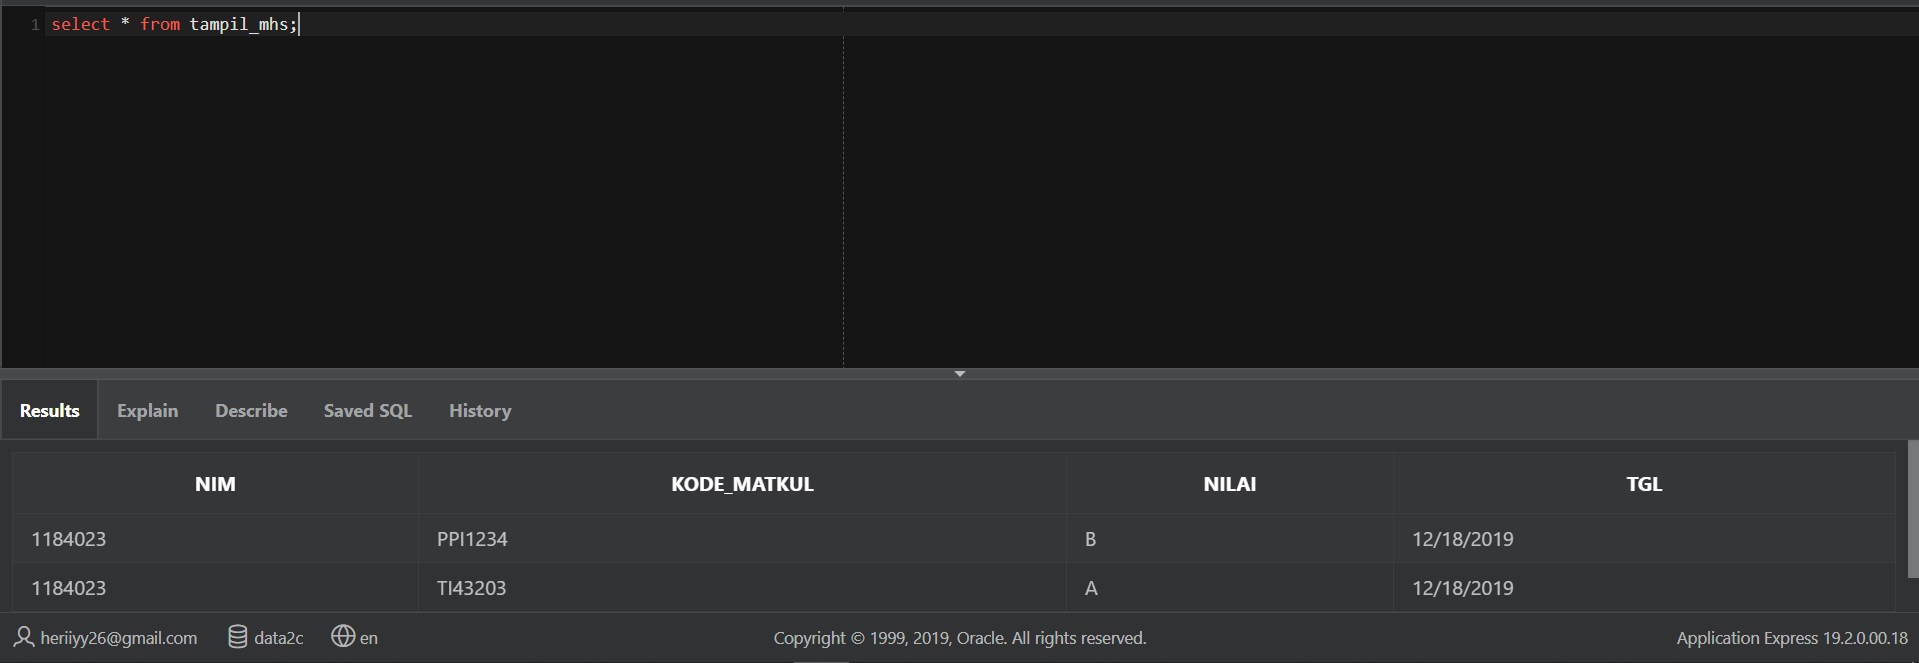 1 select * from tampil_mhs;
Results Explain Describe Saved SQL History
NIM KODE_MATKUL NILAI TGL
1184023 PPI1234 B 12/18/2019
1184023 TI43203 A 12/18/2019
heriiyy26@gmail.com data2c en Copyright © 1999, 2019, Oracle. All rights reserved. Application Express 19.2.0.00.18